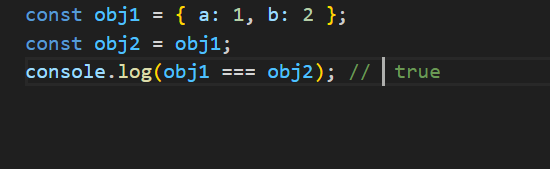 const obj1 = { a: 1, b: 2 };
const obj2 = obj1;
console.log(obj1 === obj2); // true